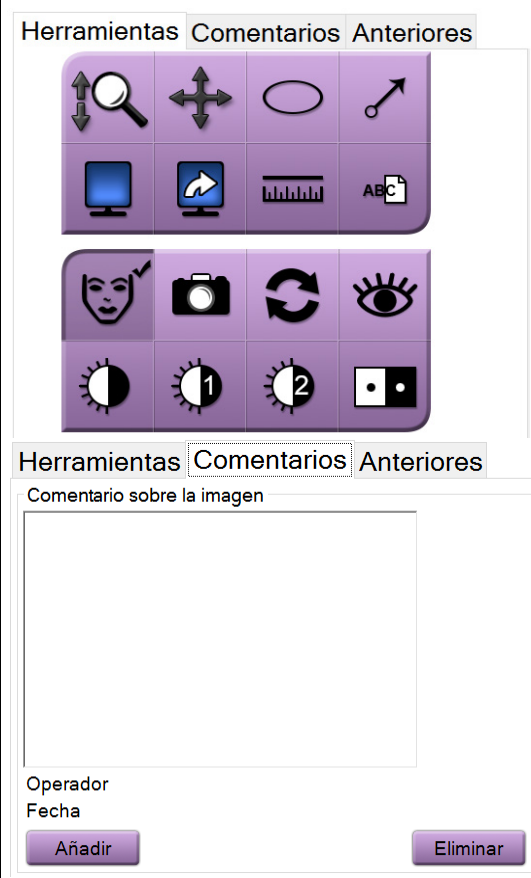 Herramientas Comentarios Anteriores
ABC
1 2
Herramientas Comentarios Anteriores
Comentario sobre la imagen
Operador
Fecha
Añadir Eliminar